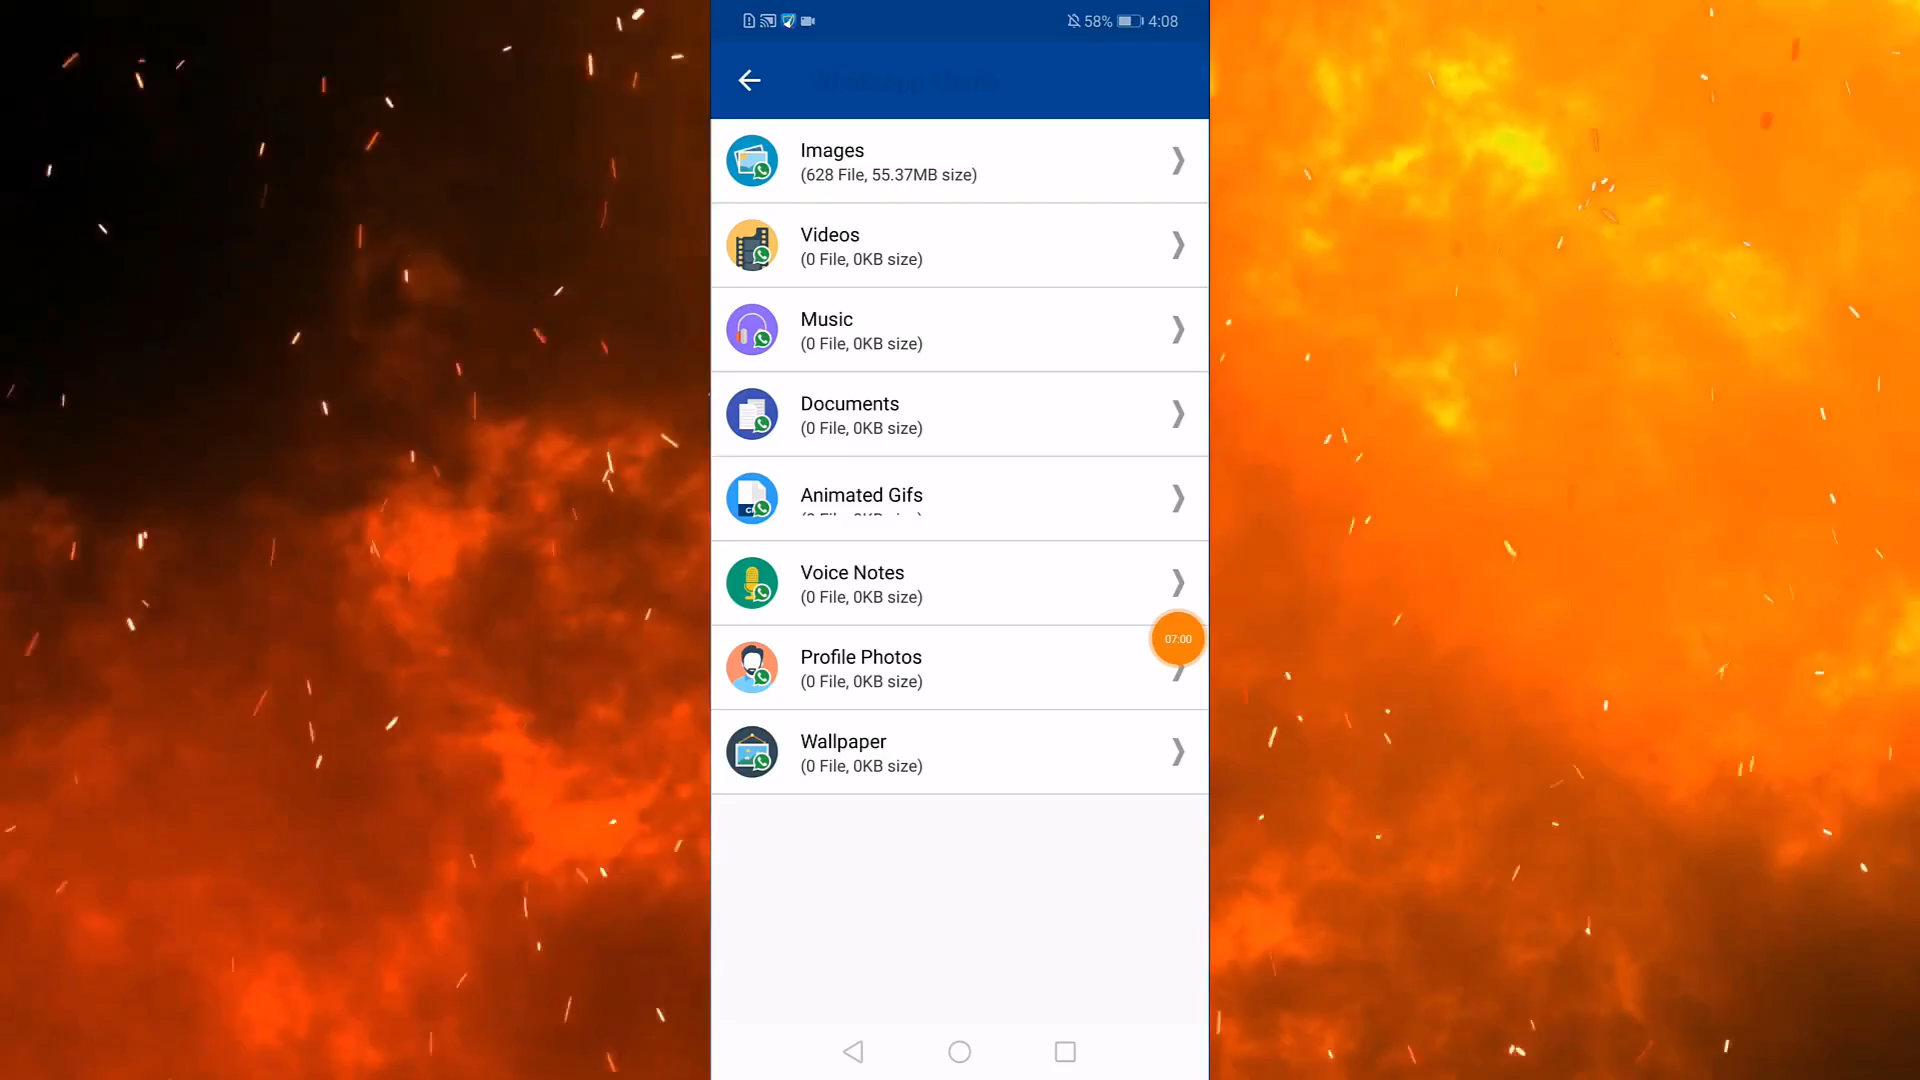 58% 4:08
Images
(628 File, 55.37MB size)
Videos
(0 File, 0KB size)
Music
(0 File, 0KB size)
Documents
(0 File, 0KB size)
Animated Gifs
Voice Notes
(0 File, 0KB size)
07:00
Profile Photos
(0 File, 0KB size)
Wallpaper
(0 File, 0KB size)